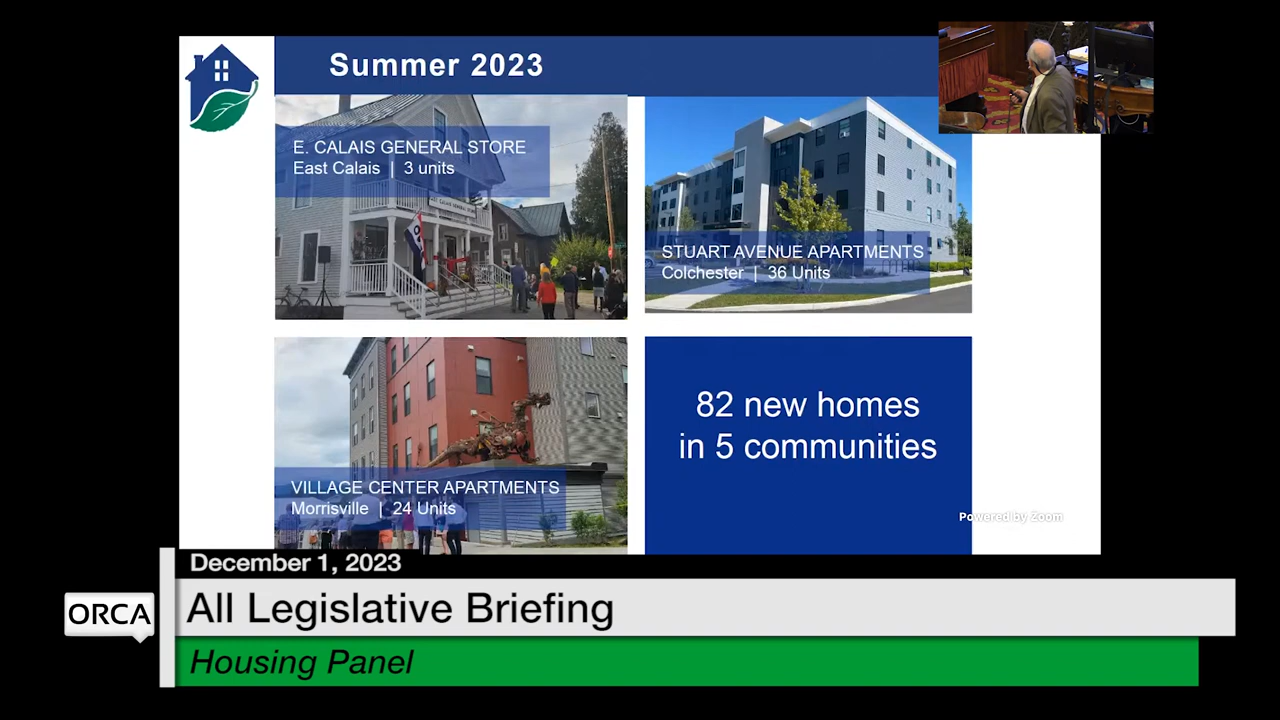 Summer 2023
E. CALAIS GENERAL STORE
East Calais | 3 units
STUART AVENUE APARTMENTS
Colchester | 36 Units
VILLAGE CENTER APARTMENTS
Morrisville | 24 Units
82 new homes
in 5 communities
Powered by Zoom
December 1, 2023
ORCA
All Legislative Briefing
Housing Panel